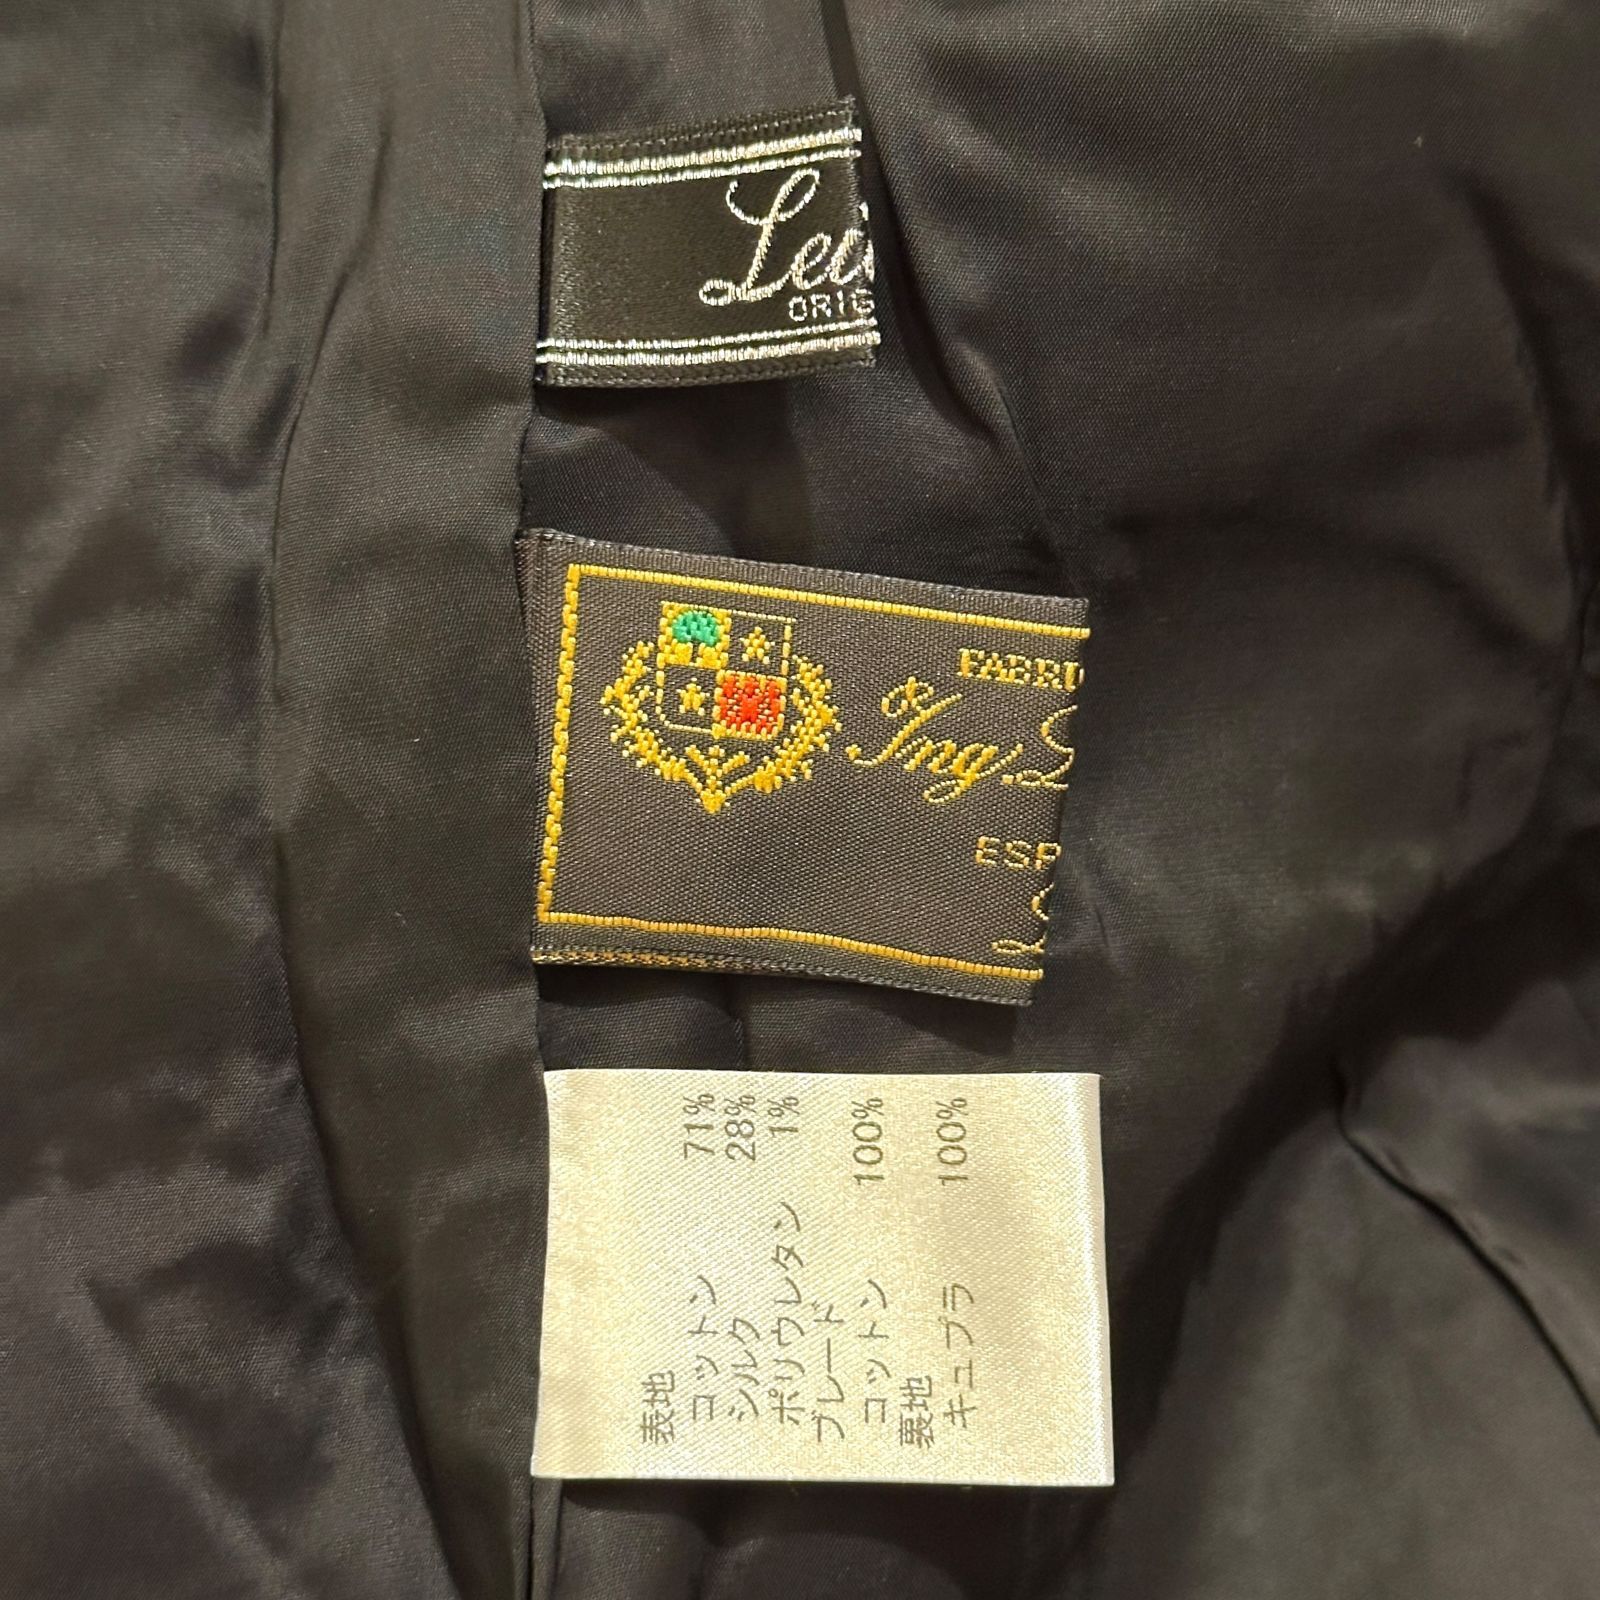 Lei
ORIG
FABRI
Ing. L
ESP
Lo
表地
コットン 71%
シルク 28%
ポリウレタン 1%
ブレード
コットン 100%
裏地
キュプラ 100%